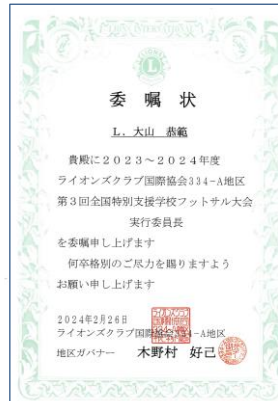 委嘱状
L. 大山 恭範
貴殿に2023～2024年度
ライオンズクラブ国際協会334-A地区
第3回全国特別支援学校フットサル大会
実行委員長
を委嘱申し上げます
何卒格別のご尽力を賜りますよう
お願い申し上げます
2024年2月26日
ライオンズクラブ国際協会334-A地区
地区ガバナー 木野村 好己